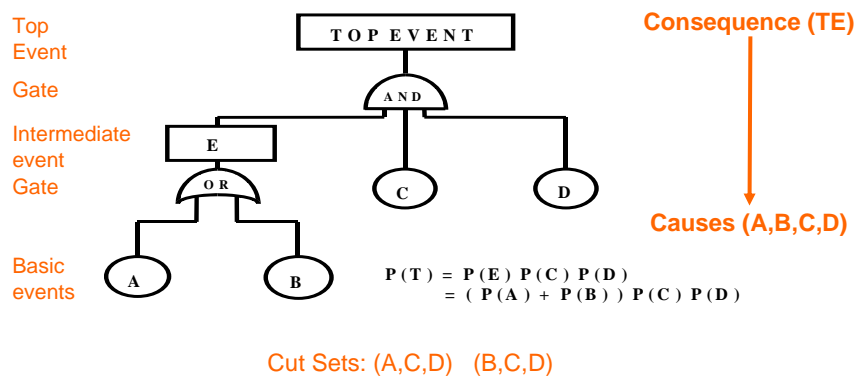 Top
Event
TOP EVENT
Consequence (TE)
Gate
AND
Intermediate
event
E
Gate
OR
C
D
Causes (A,B,C,D)
Basic
events
A
B
P(T) = P(E) P(C) P(D)
= ( P(A) + P(B) ) P(C) P(D)
Cut Sets: (A,C,D) (B,C,D)